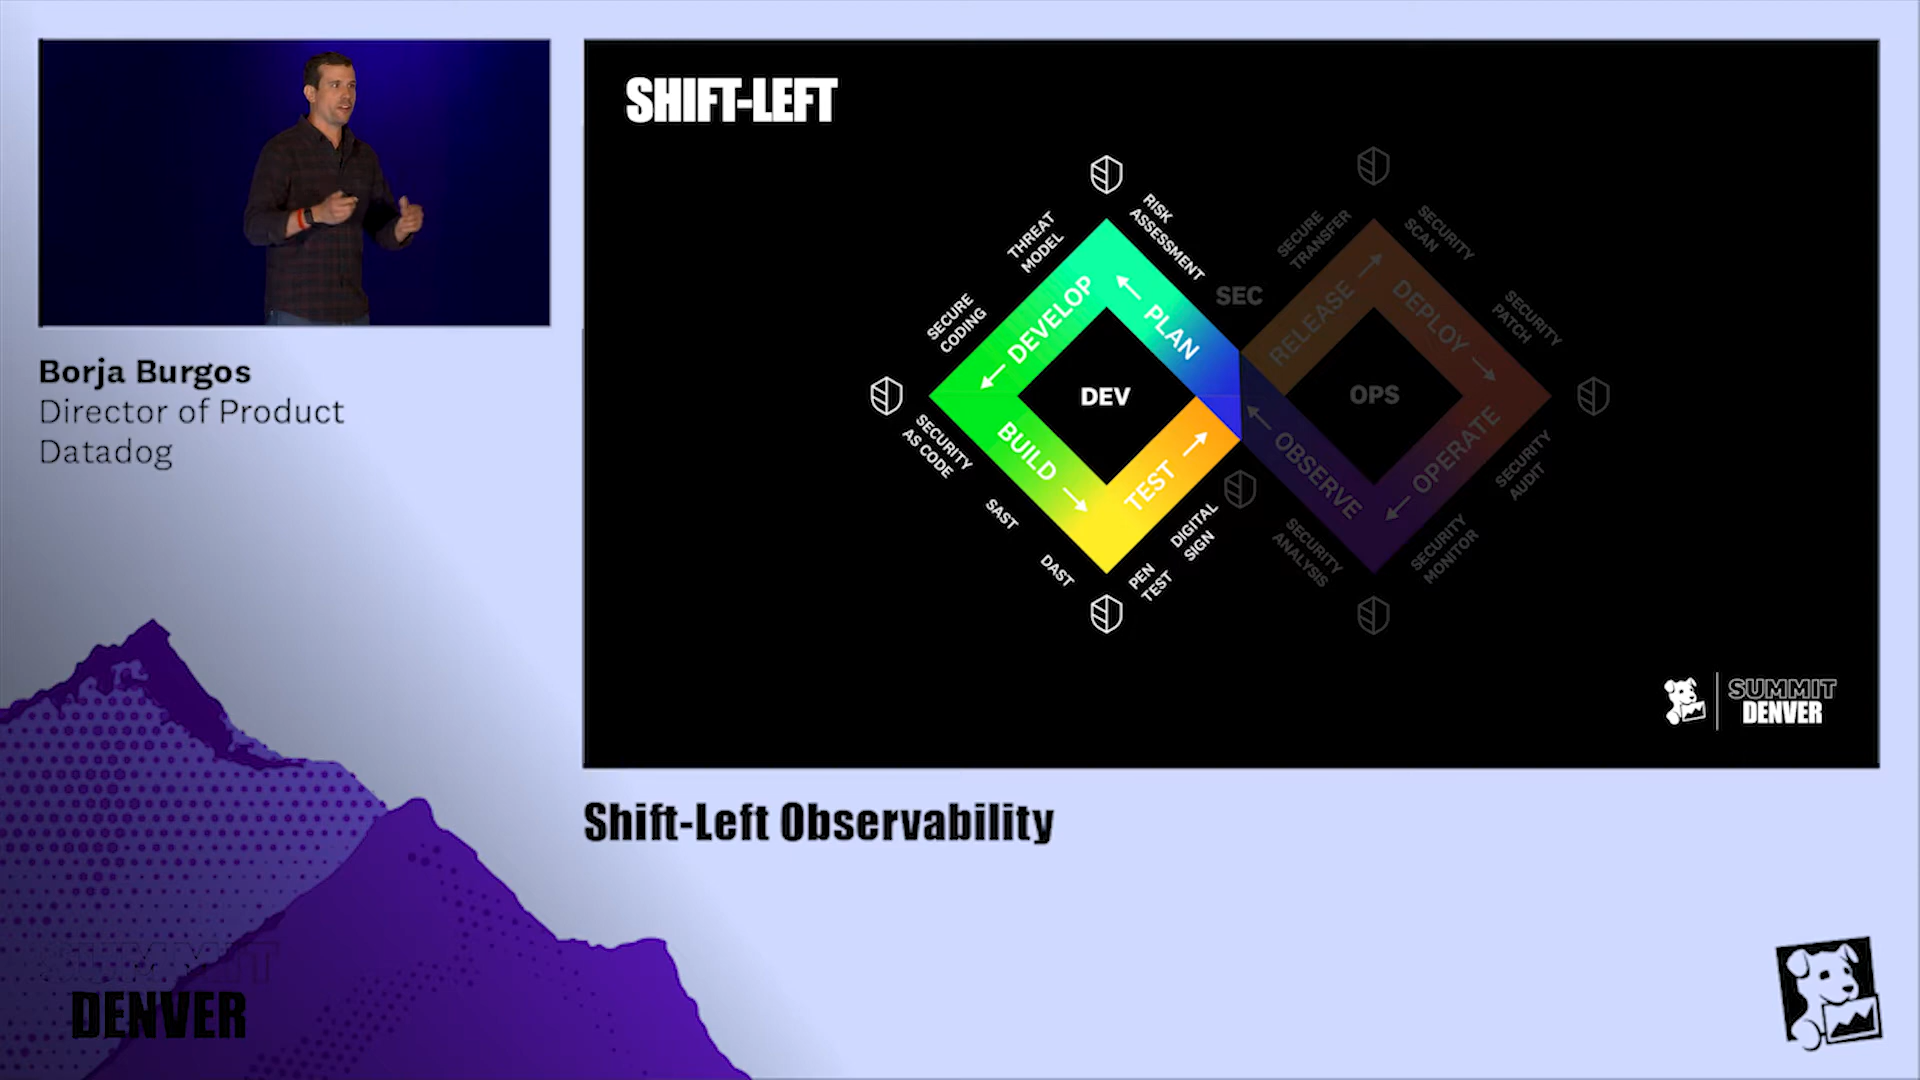 Borja Burgos
Director of Product
Datadog
SHIFT-LEFT
THREAT
MODEL
RISK
ASSESSMENT
SECURE
CODING
DEVELOP
PLAN
SEC
DEV
SECURITY
AS CODE
BUILD
TEST
SAST
DAST
PEN
TEST
DIGITAL
SIGN
SECURE
TRANSFER
SECURITY
SCAN
RELEASE
DEPLOY
SECURITY
PATCH
OPS
OBSERVE
OPERATE
SECURITY
AUDIT
SECURITY
ANALYSIS
SECURITY
MONITOR
SUMMIT
DENVER
Shift-Left Observability
SUMMIT
DENVER